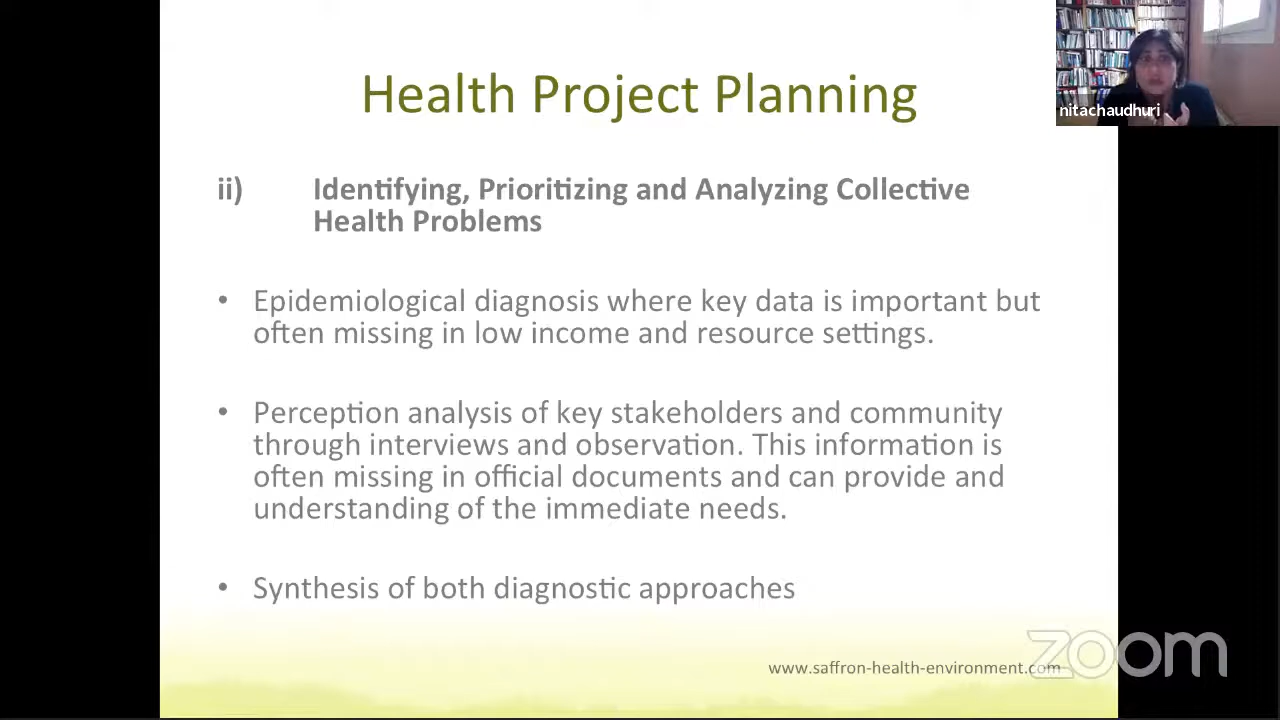 Health Project Planning
nitachaudhuri
ii) Identifying, Prioritizing and Analyzing Collective
Health Problems
• Epidemiological diagnosis where key data is important but
often missing in low income and resource settings.
• Perception analysis of key stakeholders and community
through interviews and observation. This information is
often missing in official documents and can provide and
understanding of the immediate needs.
• Synthesis of both diagnostic approaches
www.saffron-health-environment.com
zoom